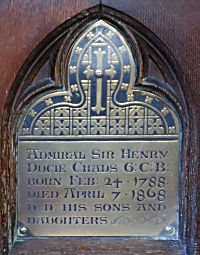 Admiral Sir Henry
Ducie Chads G.C.B.
Born Feb. 24. 1788
Died April 7. 1868
D.D. his sons and
daughters